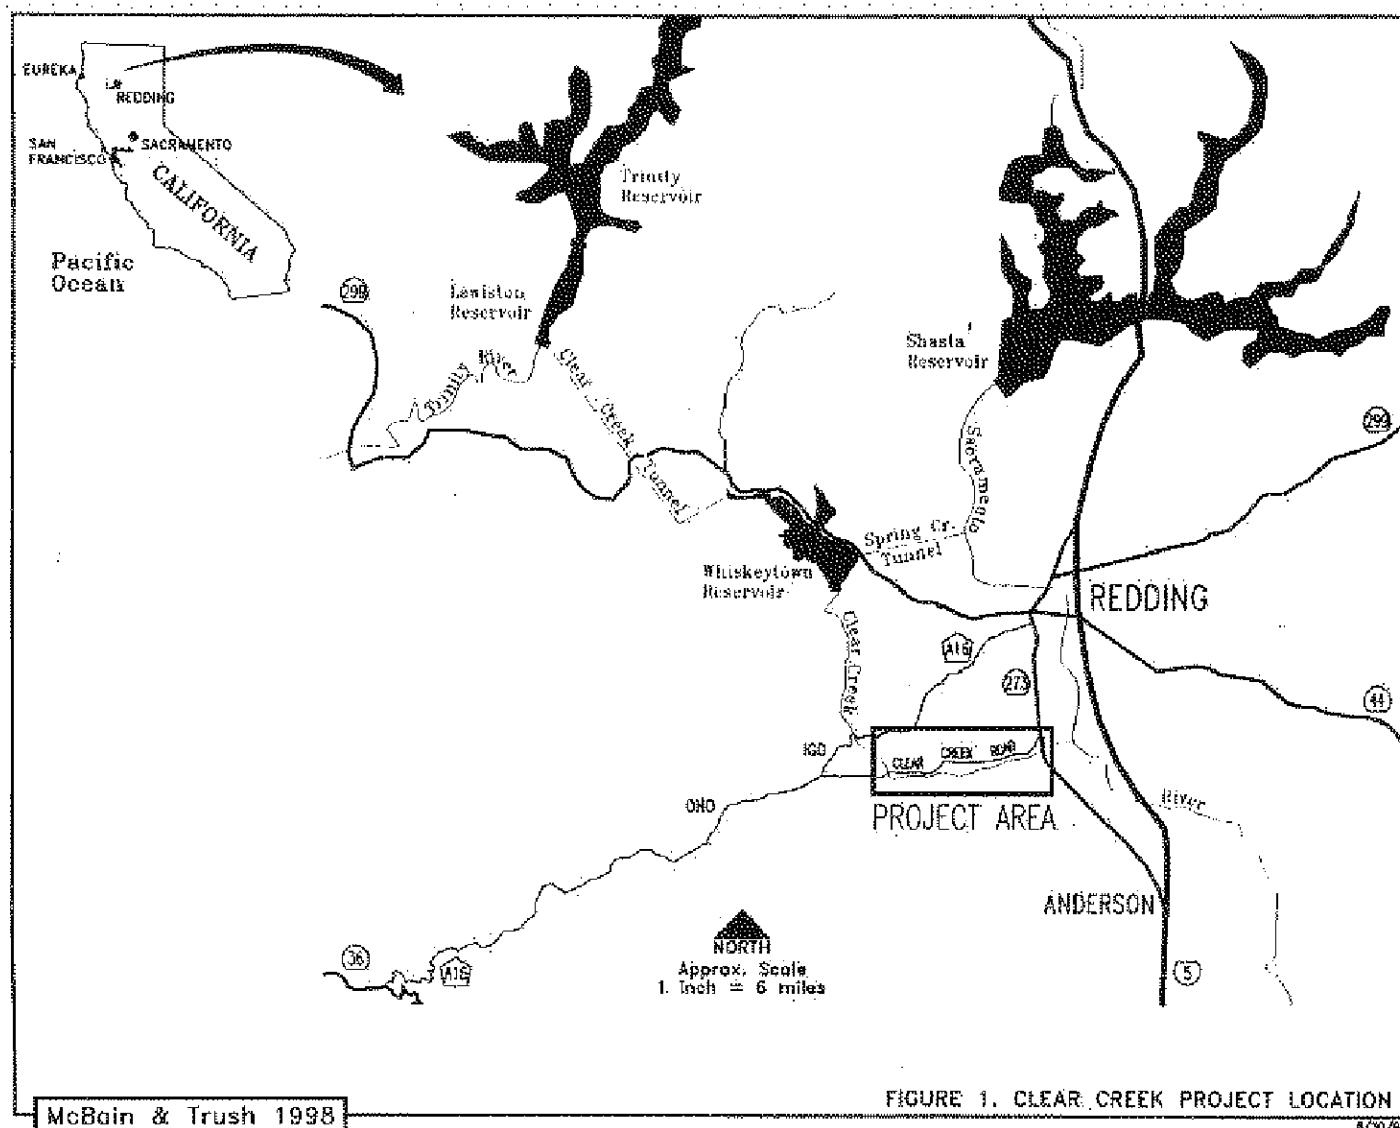 EUREKA
REDDING
SAN
FRANCISCO
SACRAMENTO
CALIFORNIA
Pacific
Ocean
Trinity
Reservoir
299
Lewiston
Reservoir
Trinity River
Clear Creek Tunnel
Shasta
Reservoir
Sacramento
299
Spring Cr.
Tunnel
Whiskeytown
Reservoir
REDDING
Clear Creek
A16
273
44
IGO
CLEAR CREEK ROAD
ONO
PROJECT AREA
River
ANDERSON
NORTH
Approx. Scale
1. Inch = 6 miles
36
A16
5
FIGURE 1. CLEAR CREEK PROJECT LOCATION
McBain & Trush 1998